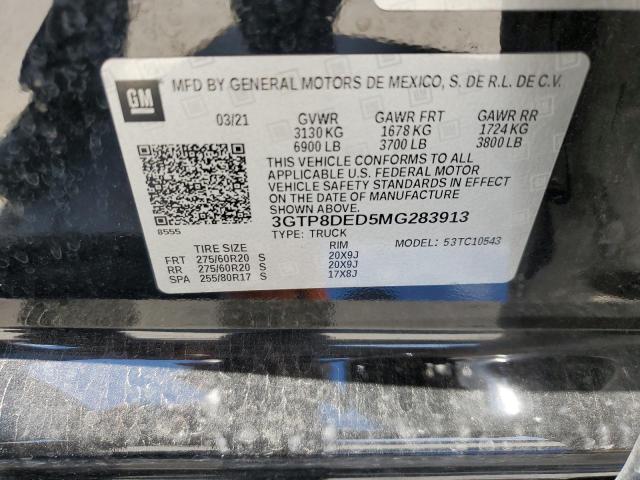 GM
MFD BY GENERAL MOTORS DE MEXICO, S. DE R.L. DE C.V.
03/21 GVWR GAWR FRT GAWR RR
3130 KG 1678 KG 1724 KG
6900 LB 3700 LB 3800 LB
THIS VEHICLE CONFORMS TO ALL
APPLICABLE U.S. FEDERAL MOTOR
VEHICLE SAFETY STANDARDS IN EFFECT
ON THE DATE OF MANUFACTURE
SHOWN ABOVE.
8555
3GTP8DED5MG283913
TYPE: TRUCK MODEL: 53TC10543
TIRE SIZE RIM
FRT 275/60R20 S 20X9J
RR 275/60R20 S 20X9J
SPA 255/80R17 S 17X8J